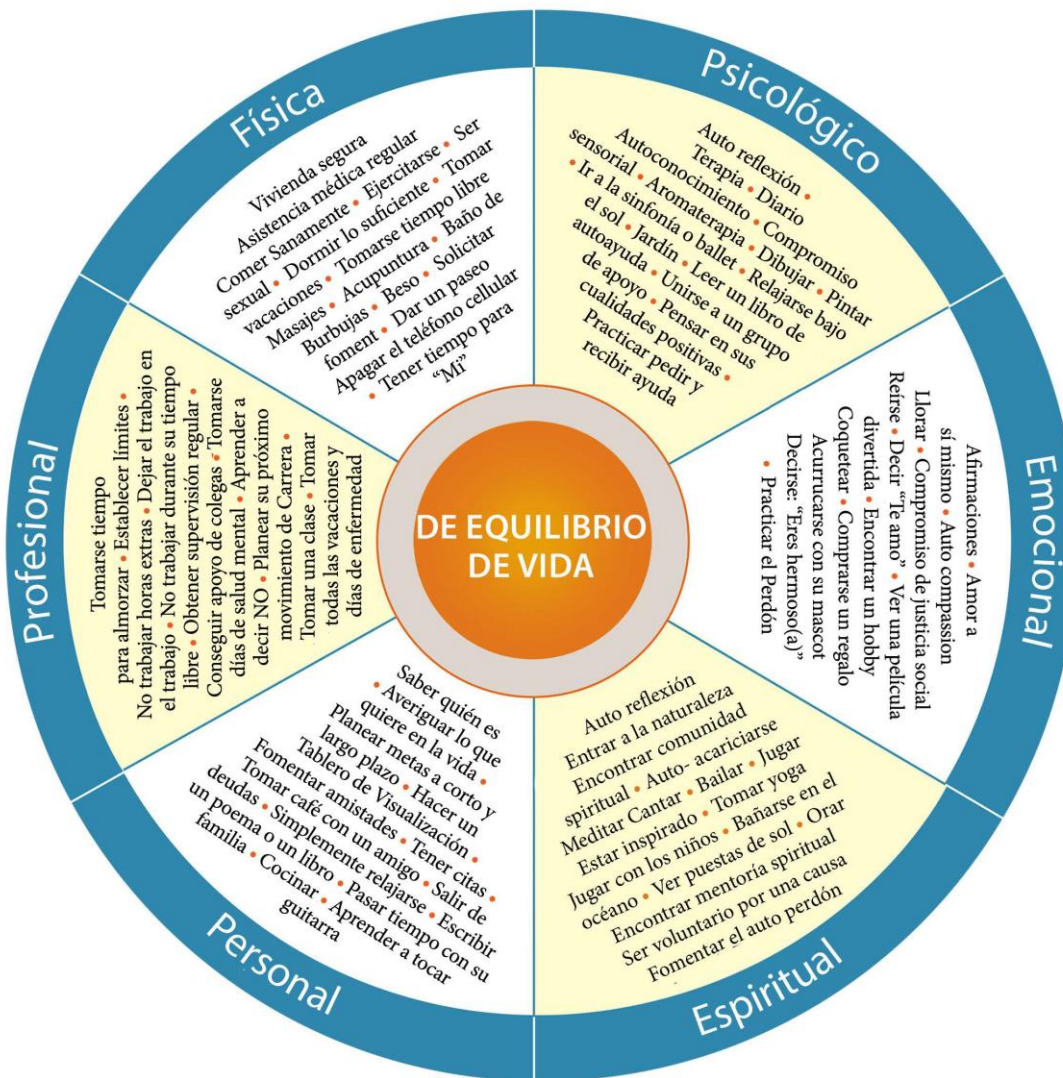 Física
Vivienda segura
Asistencia médica regular
Comer Sanamente • Ejercitarse • Ser
sexual • Dormir lo suficiente • Tomar
vacaciones • Tomarse tiempo libre
Masajes • Acupuntura • Baño de
Burbujas • Beso • Solicitar
foment • Dar un paseo
Apagar el teléfono cellular
• Tener tiempo para
“Mi”
Psicológico
Auto reflexión •
Terapia • Diario
Autoconocimiento • Compromiso
sensorial • Aromaterapia • Dibujar • Pintar
• Ir a la sinfonía o ballet • Relajarse bajo
el sol • Jardín • Leer un libro de
autoayuda • Unirse a un grupo
de apoyo • Pensar en sus
cualidades positivas •
Practicar pedir y
recibir ayuda
Emocional
Afirmaciones • Amor a
sí mismo • Auto compassion
Llorar • Compromiso de justicia social
Reírse • Decir “Te amo” • Ver una película
divertida • Encontrar un hobby
Coquetear • Comprarse un regalo
Acurrucarse con su mascot
Decirse: “Eres hermoso(a)”
• Practicar el Perdón
Espiritual
Auto reflexión
Entrar a la naturaleza
Encontrar comunidad
spiritual • Auto- acariciarse
Meditar Cantar • Bailar • Jugar
Estar inspirado • Tomar yoga
Jugar con los niños • Bañarse en el
océano • Ver puestas de sol • Orar
Encontrar mentoría spiritual
Ser voluntario por una causa
Fomentar el auto perdón
Personal
Saber quién es
• Averiguar lo que
quiere en la vida •
Planear metas a corto y
largo plazo • Hacer un
Tablero de Visualización •
Fomentar amistades • Tener citas •
Tomar café con un amigo • Salir de
deudas • Simplemente relajarse • Escribir
un poema o un libro • Pasar tiempo con su
familia • Cocinar • Aprender a tocar
guitarra
Profesional
Tomarse tiempo
para almorzar • Establecer limites •
No trabajar horas extras • Dejar el trabajo en
el trabajo • No trabajar durante su tiempo
libre • Obtener supervisión regular •
Conseguir apoyo de colegas • Tomarse
días de salud mental • Aprender a
decir NO • Planear su próximo
movimiento de Carrera •
Tomar una clase • Tomar
todas las vacaciones y
días de enfermedad
DE EQUILIBRIO
DE VIDA